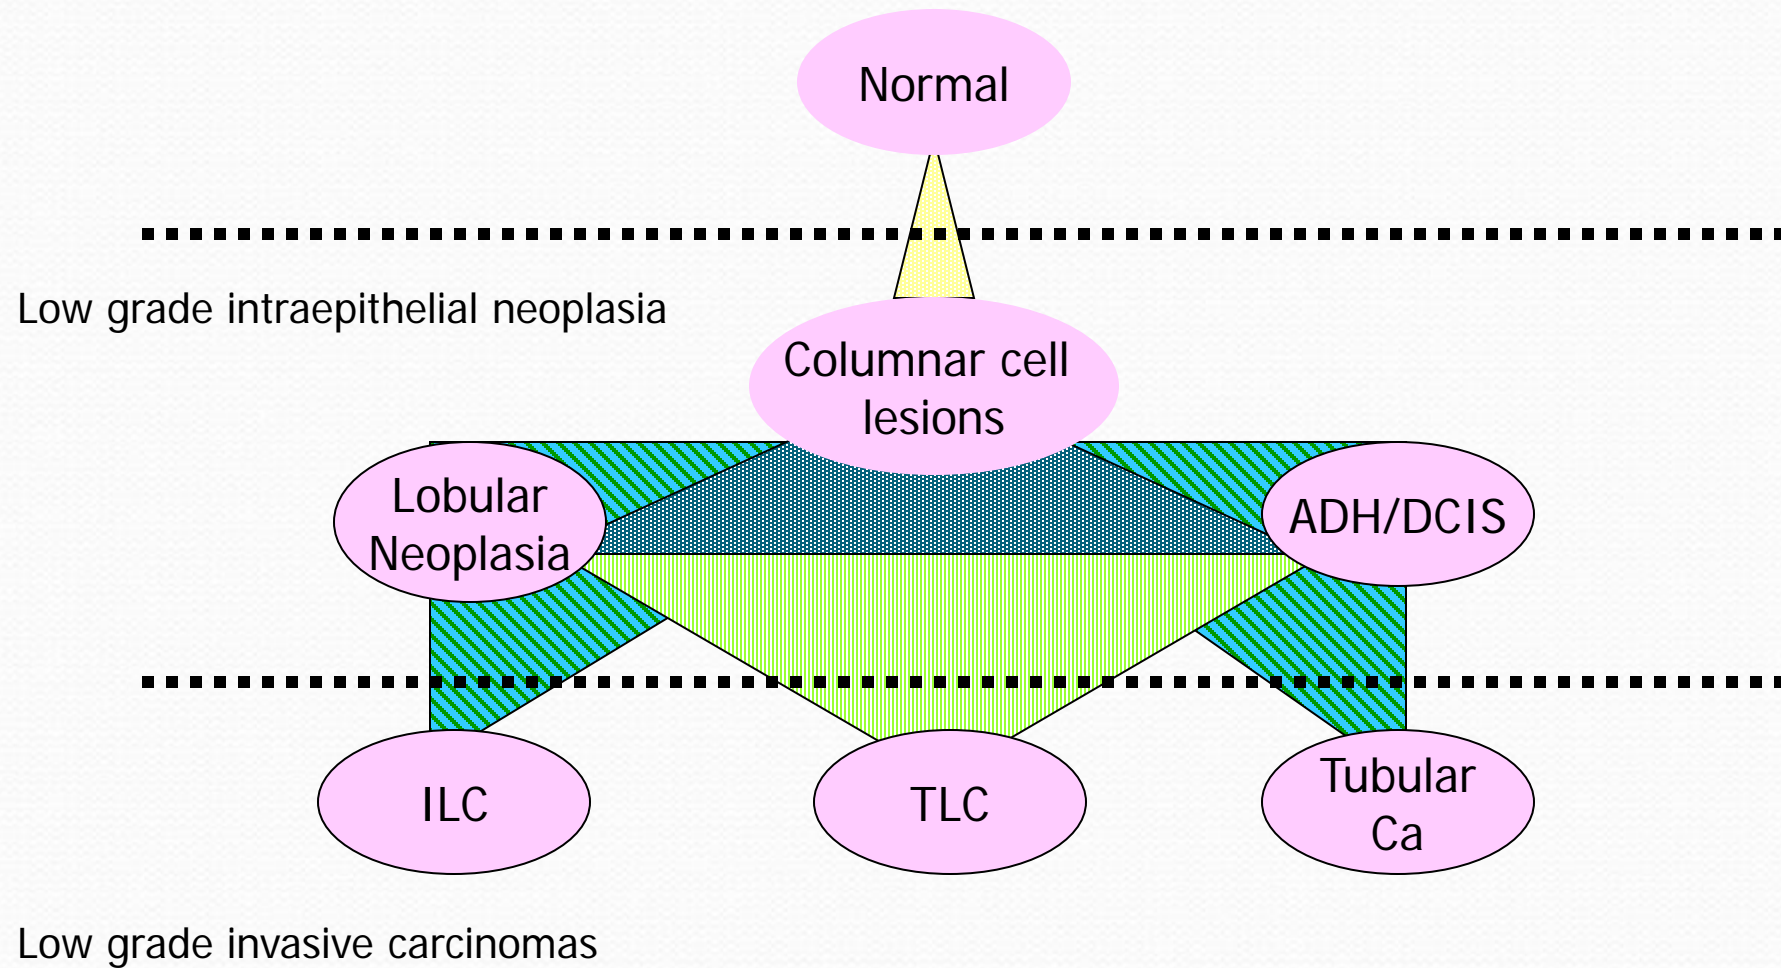 Normal
Low grade intraepithelial neoplasia
Columnar cell
lesions
Lobular
Neoplasia
ADH/DCIS
ILC
TLC
Tubular
Ca
Low grade invasive carcinomas